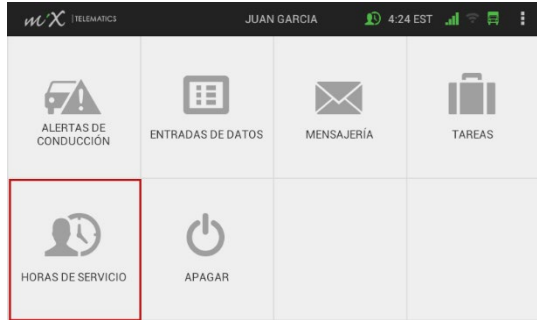 miX TELEMATICS JUAN GARCIA 4:24 EST
ALERTAS DE
CONDUCCIÓN
ENTRADAS DE DATOS
MENSAJERÍA
TAREAS
HORAS DE SERVICIO
APAGAR